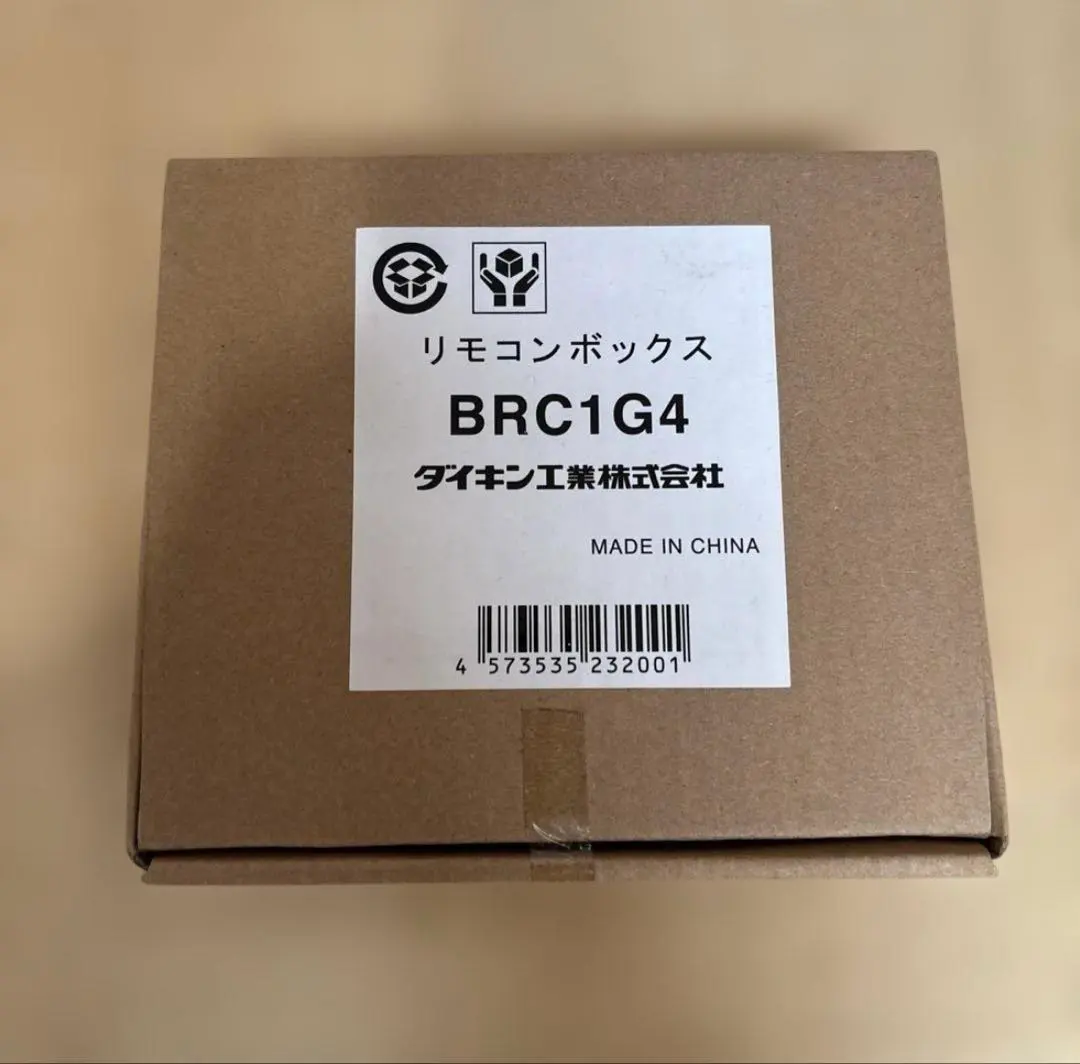 リモコンボックス
BRC1G4
ダイキン工業株式会社
MADE IN CHINA
4 573535 232001